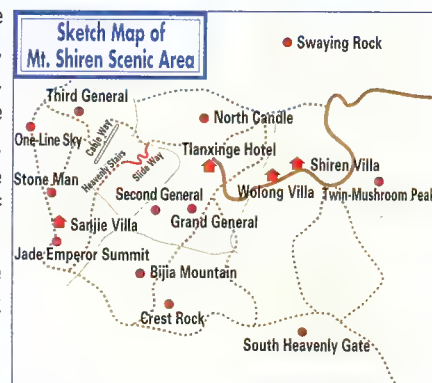 Sketch Map of
Mt. Shiren Scenic Area
Swaying Rock
Third General
North Candle
One-Line Sky
Cable Way
Heavenly Stairs
Slide Way
Tlanxinge Hotel
Shiren Villa
Stone Man
Wolong Villa
Twin-Mushroom Peak
Second General
Grand General
Sanjie Villa
Jade Emperor Summit
Bijia Mountain
Crest Rock
South Heavenly Gate